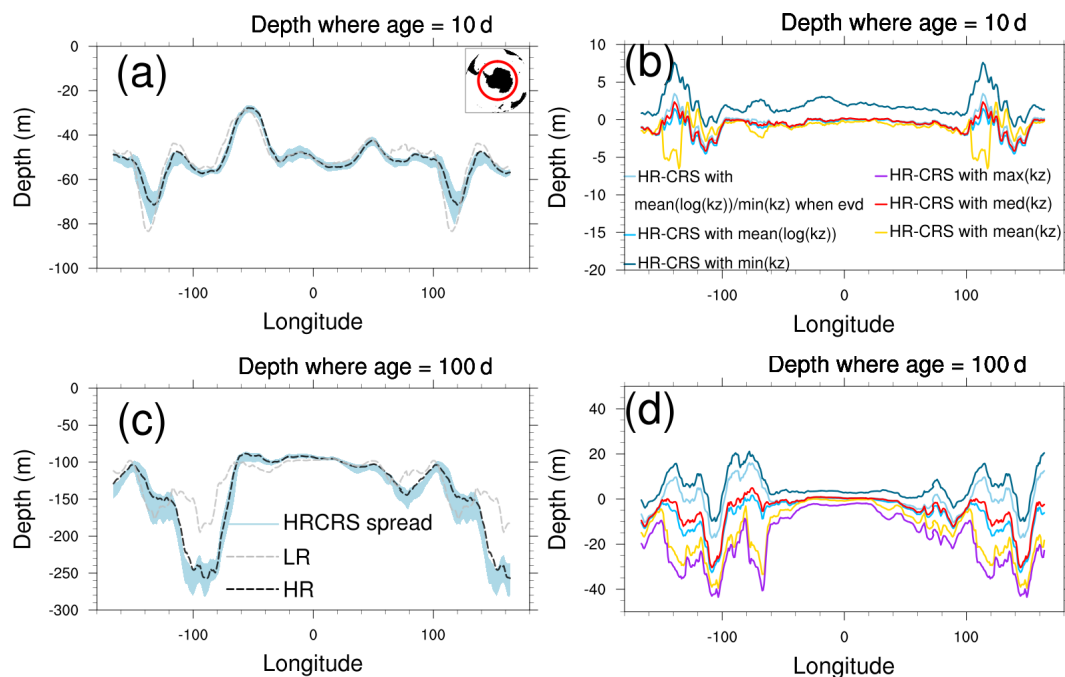 Depth where age = 10 d
(a)
0
-20
-40
-60
-80
-100
Depth (m)
-100
0
100
Longitude
Depth where age = 10 d
(b)
10
5
0
-5
-10
-15
-20
Depth (m)
HR-CRS with
mean(log(kz))/min(kz) when evd
HR-CRS with mean(log(kz))
HR-CRS with min(kz)
HR-CRS with max(kz)
HR-CRS with med(kz)
HR-CRS with mean(kz)
-100
0
100
Longitude
Depth where age = 100 d
(c)
0
-50
-100
-150
-200
-250
-300
Depth (m)
HRCRS spread
LR
HR
-100
0
100
Longitude
Depth where age = 100 d
(d)
40
20
0
-20
-40
Depth (m)
-100
0
100
Longitude